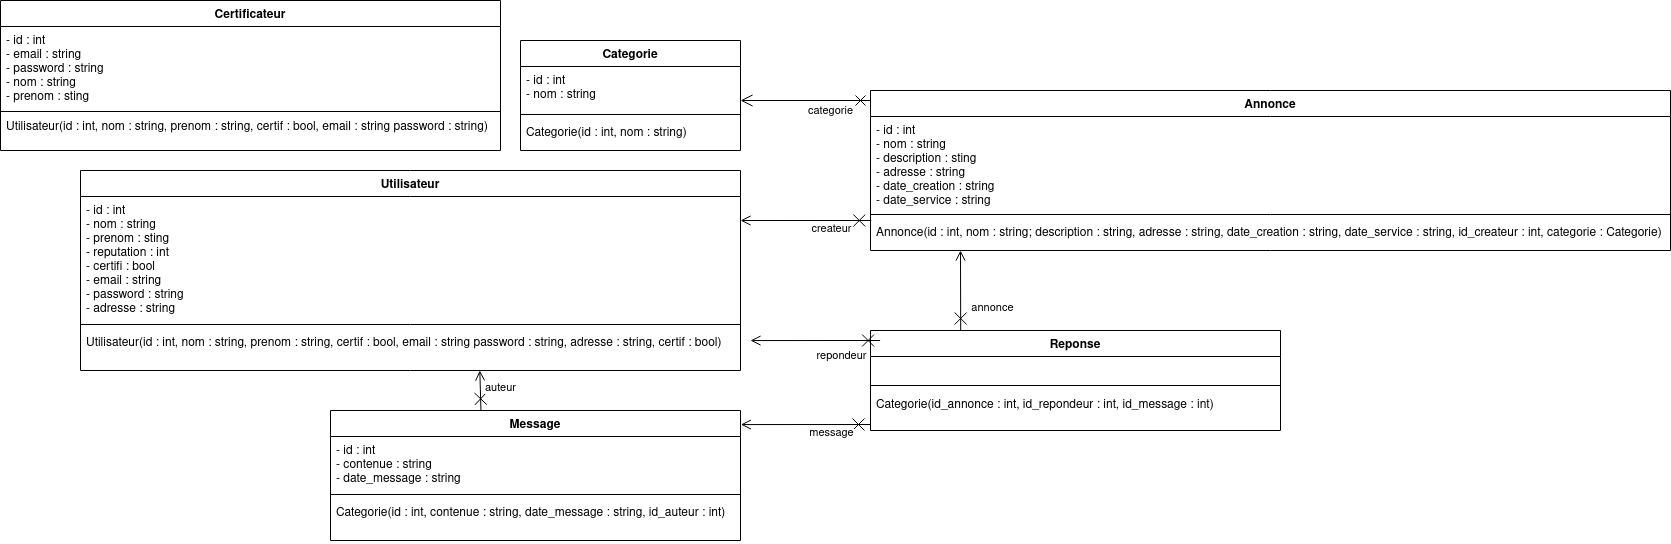 Certificateur
- id : int
- email : string
- password : string
- nom : string
- prenom : sting
Utilisateur(id : int, nom : string, prenom : string, certif : bool, email : string password : string)
Categorie
- id : int
- nom : string
Categorie(id : int, nom : string)
categorie
Annonce
- id : int
- nom : string
- description : sting
- adresse : string
- date_creation : string
- date_service : string
Annonce(id : int, nom : string; description : string, adresse : string, date_creation : string, date_service : string, id_createur : int, categorie : Categorie)
Utilisateur
- id : int
- nom : string
- prenom : sting
- reputation : int
- certifi : bool
- email : string
- password : string
- adresse : string
Utilisateur(id : int, nom : string, prenom : string, certif : bool, email : string password : string, adresse : string, certif : bool)
createur
annonce
repondeur
Reponse
Categorie(id_annonce : int, id_repondeur : int, id_message : int)
auteur
message
Message
- id : int
- contenue : string
- date_message : string
Categorie(id : int, contenue : string, date_message : string, id_auteur : int)